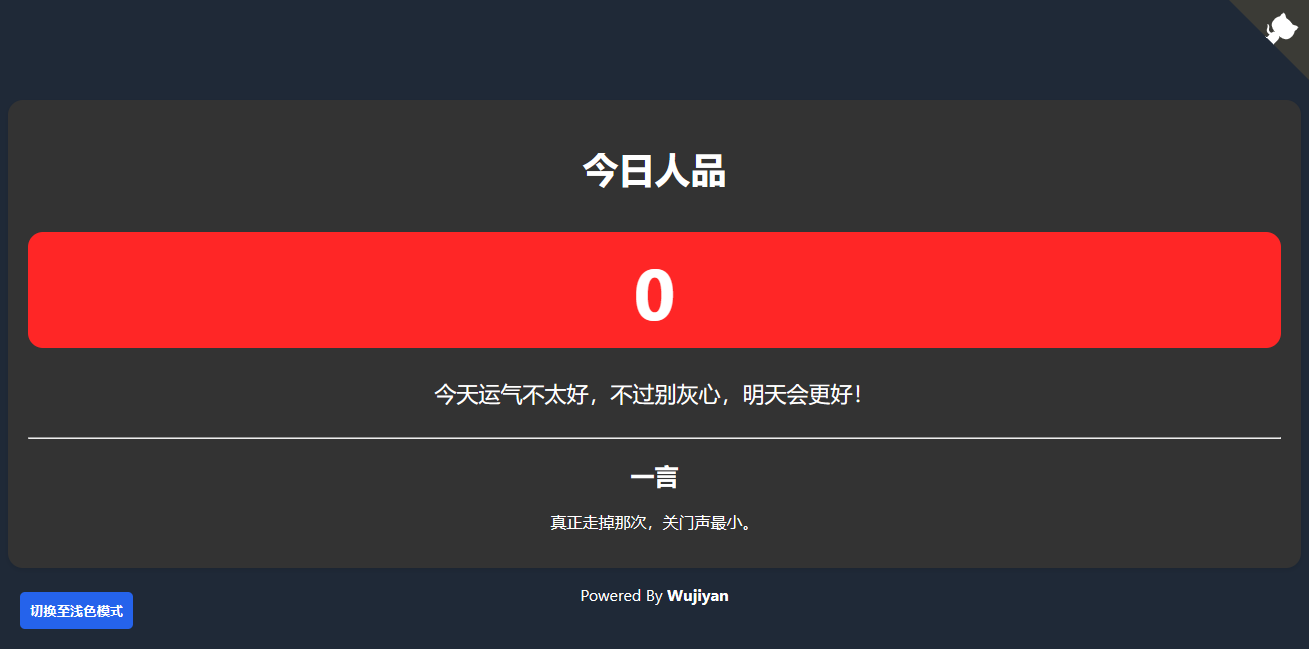 今日人品
0
今天运气不太好，不过别灰心，明天会更好！
一言
真正走掉那次，关门声最小。
Powered By Wujiyan
切换至浅色模式